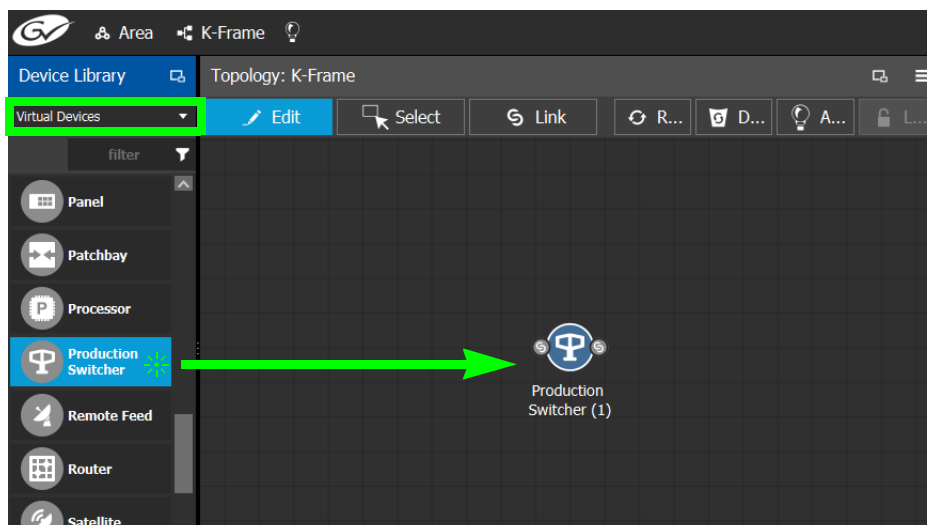 GV Area K-Frame
Device Library
Topology: K-Frame
Virtual Devices
Edit Select Link R... D... A... L...
filter
Panel
Patchbay
Processor
Production
Switcher
Remote Feed
Router
Satellite
Production
Switcher (1)